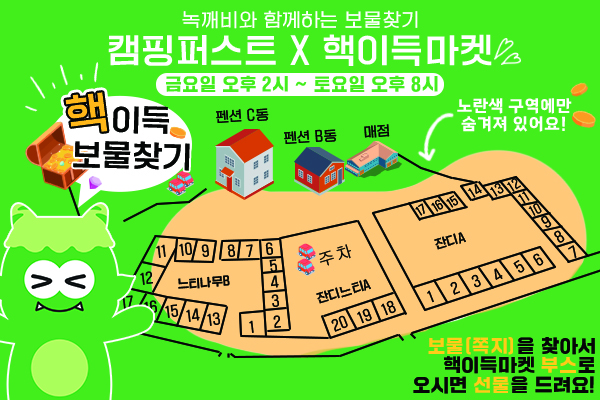 녹깨비와 함께하는 보물찾기
캠핑퍼스트 X 핵이득마켓
금요일 오후 2시 ~ 토요일 오후 8시
핵이득
보물찾기
펜션 C동
펜션 B동
매점
노란색 구역에만
숨겨져 있어요!
17 16 15 14 13 12
11
10
9
8
7
잔디A
1 2 3 4 5 6
11 10 9 8 7 6
5
4
3
2
1
12
느티나무B
17 16 15 14 13
주차
잔디느티A
20 19 18
보물(쪽지)을 찾아서
핵이득마켓 부스로
오시면 선물을 드려요!